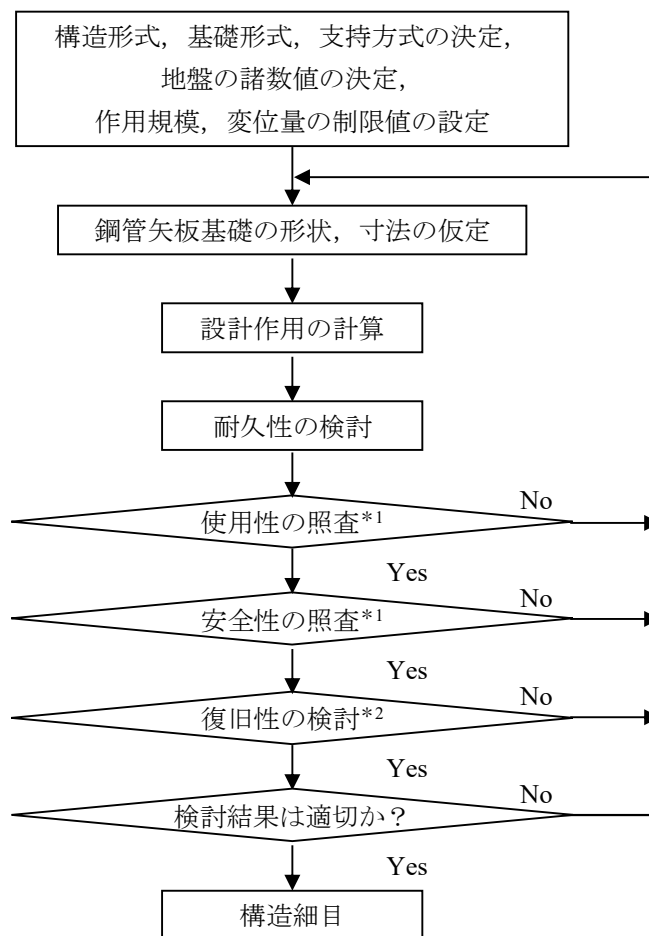 構造形式，基礎形式，支持方式の決定，
地盤の諸数値の決定，
作用規模，変位量の制限値の設定
鋼管矢板基礎の形状，寸法の仮定
設計作用の計算
耐久性の検討
使用性の照査*1
No
Yes
安全性の照査*1
No
Yes
復旧性の検討*2
No
Yes
検討結果は適切か？
No
Yes
構造細目